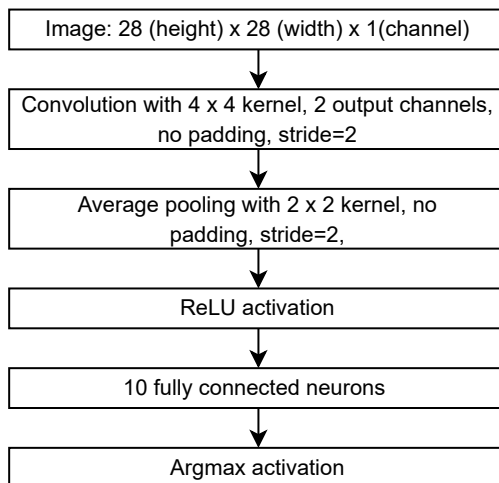 Image: 28 (height) x 28 (width) x 1(channel)
Convolution with 4 x 4 kernel, 2 output channels,
no padding, stride=2
Average pooling with 2 x 2 kernel, no
padding, stride=2,
ReLU activation
10 fully connected neurons
Argmax activation